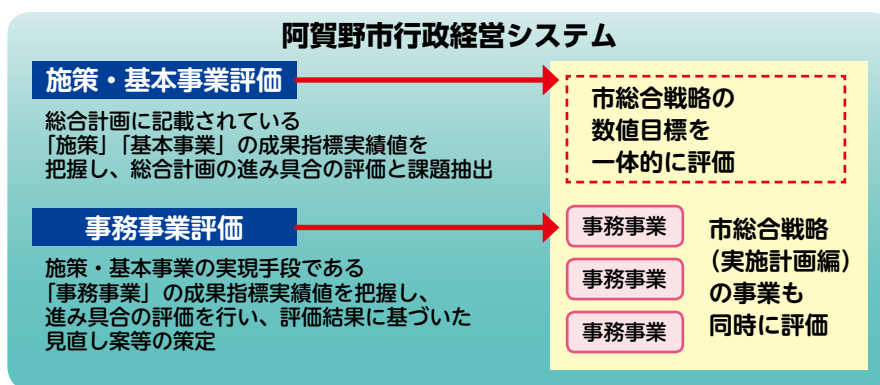 阿賀野市行政経営システム
施策・基本事業評価
総合計画に記載されている
「施策」「基本事業」の成果指標実績値を
把握し、総合計画の進み具合の評価と課題抽出
市総合戦略の
数値目標を
一体的に評価
事務事業評価
施策・基本事業の実現手段である
「事務事業」の成果指標実績値を把握し、
進み具合の評価を行い、評価結果に基づいた
見直し案等の策定
事務事業
事務事業
事務事業
市総合戦略
（実施計画編）
の事業も
同時に評価